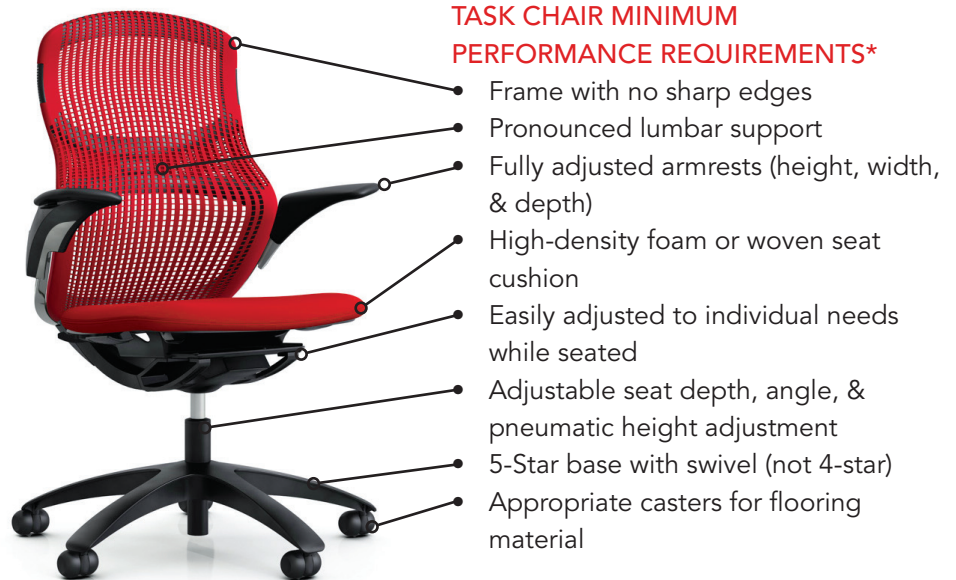 TASK CHAIR MINIMUM
PERFORMANCE REQUIREMENTS*
• Frame with no sharp edges
• Pronounced lumbar support
• Fully adjusted armrests (height, width,
& depth)
• High-density foam or woven seat
cushion
• Easily adjusted to individual needs
while seated
• Adjustable seat depth, angle, &
pneumatic height adjustment
• 5-Star base with swivel (not 4-star)
• Appropriate casters for flooring
material